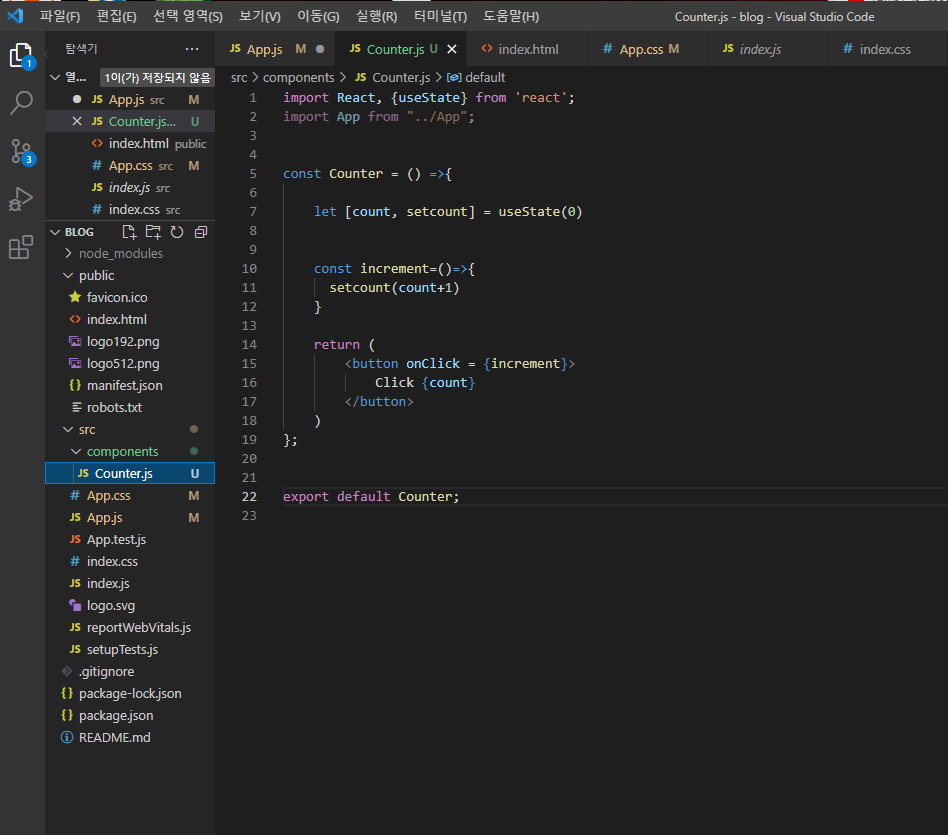 파일(F) 편집(E) 선택 영역(S) 보기(V) 이동(G) 실행(R) 터미널(T) 도움말(H) Counter.js - blog - Visual Studio Code
탐색기 ···
App.js M
Counter.js U
index.html
# App.css M
index.js
# index.css
열... 1이(가) 저장되지 않음
JS App.js src M
JS Counter.js... U
index.html public
# App.css src M
JS index.js src
# index.css src
BLOG
node_modules
public
favicon.ico
index.html
logo192.png
logo512.png
{} manifest.json
robots.txt
src
components
JS Counter.js U
# App.css M
JS App.js M
JS App.test.js
# index.css
JS index.js
logo.svg
JS reportWebVitals.js
JS setupTests.js
.gitignore
{} package-lock.json
{} package.json
README.md
1
3
src > components > JS Counter.js > default
1 import React, {useState} from 'react';
2 import App from "../App";
3
4
5 const Counter = () =>{
6
7 let [count, setcount] = useState(0)
8
9
10 const increment=()=>{
11 setcount(count+1)
12 }
13
14 return (
15 <button onClick = {increment}>
16 Click {count}
17 </button>
18 )
19 };
20
21
22 export default Counter;
23